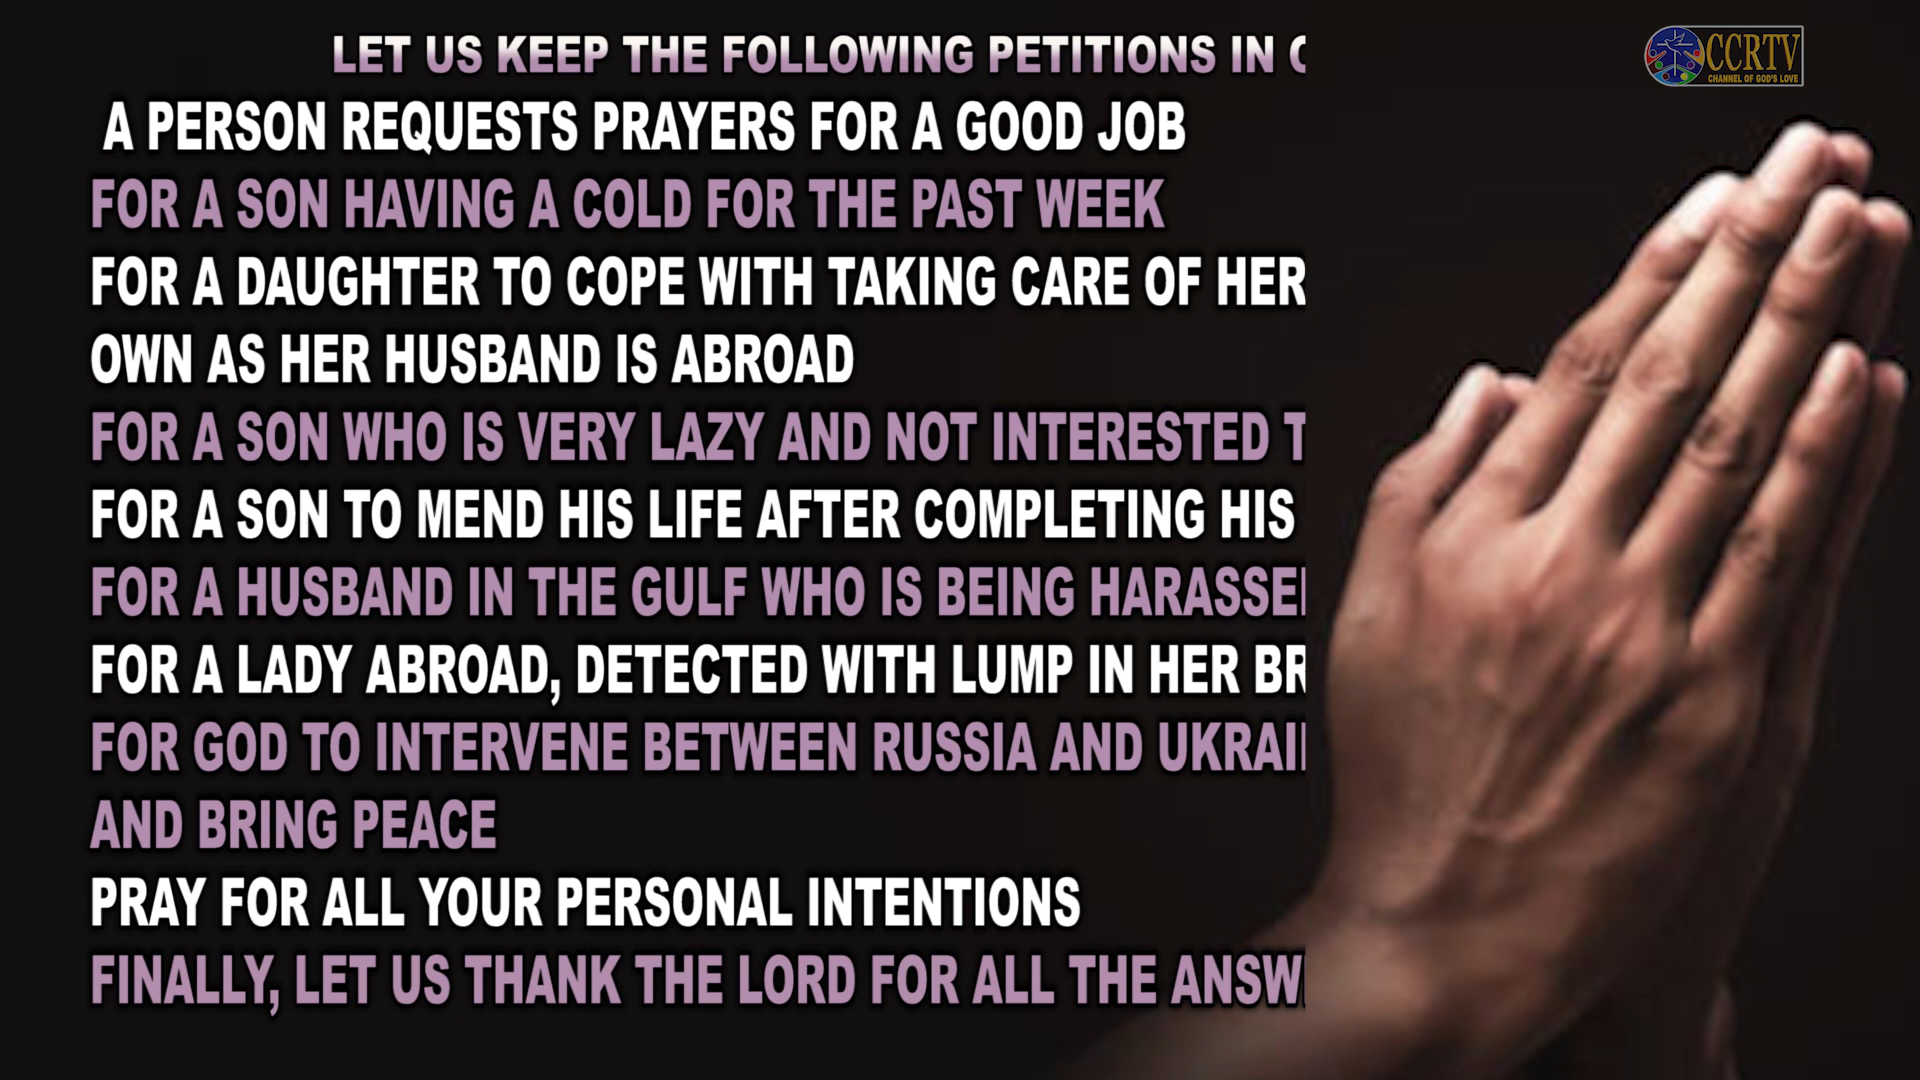 LET US KEEP THE FOLLOWING PETITIONS IN
CCRTV
CHANNEL OF GOD'S LOVE
A PERSON REQUESTS PRAYERS FOR A GOOD JOB
FOR A SON HAVING A COLD FOR THE PAST WEEK
FOR A DAUGHTER TO COPE WITH TAKING CARE OF HER
OWN AS HER HUSBAND IS ABROAD
FOR A SON WHO IS VERY LAZY AND NOT INTERESTED
FOR A SON TO MEND HIS LIFE AFTER COMPLETING HIS
FOR A HUSBAND IN THE GULF WHO IS BEING
FOR A LADY ABROAD, DETECTED WITH LUMP IN HER
FOR GOD TO INTERVENE BETWEEN RUSSIA AND
AND BRING PEACE
PRAY FOR ALL YOUR PERSONAL INTENTIONS
FINALLY, LET US THANK THE LORD FOR ALL THE